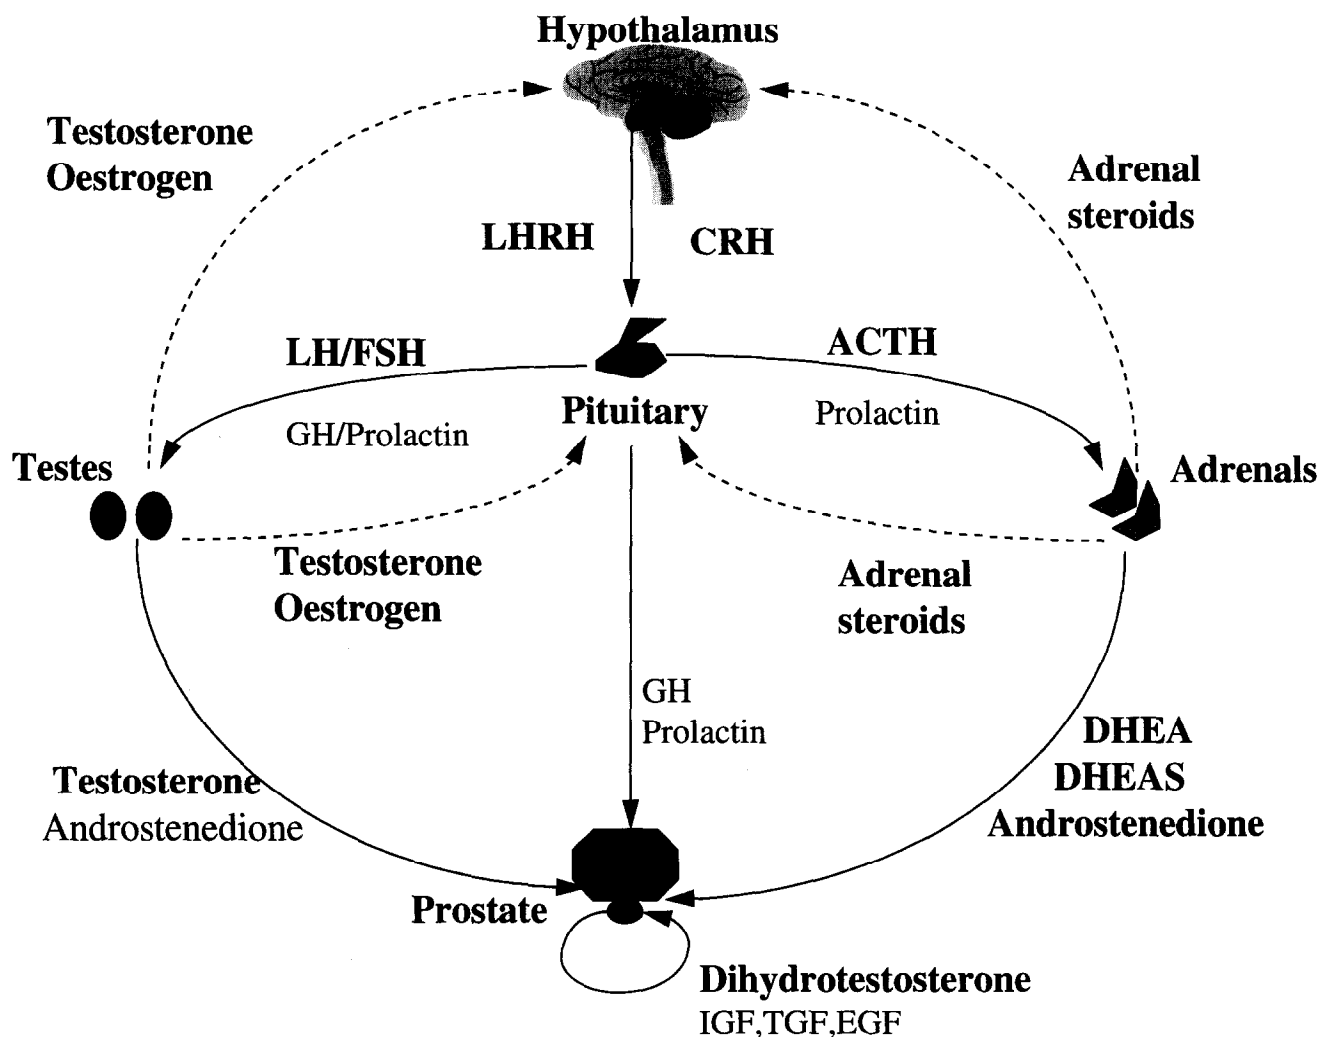 Hypothalamus
Testosterone
Oestrogen
Adrenal
steroids
LHRH
CRH
LH/FSH
ACTH
GH/Prolactin
Pituitary
Prolactin
Testes
Adrenals
Testosterone
Oestrogen
Adrenal
steroids
GH
Prolactin
Testosterone
Androstenedione
DHEA
DHEAS
Androstenedione
Prostate
Dihydrotestosterone
IGF,TGF,EGF